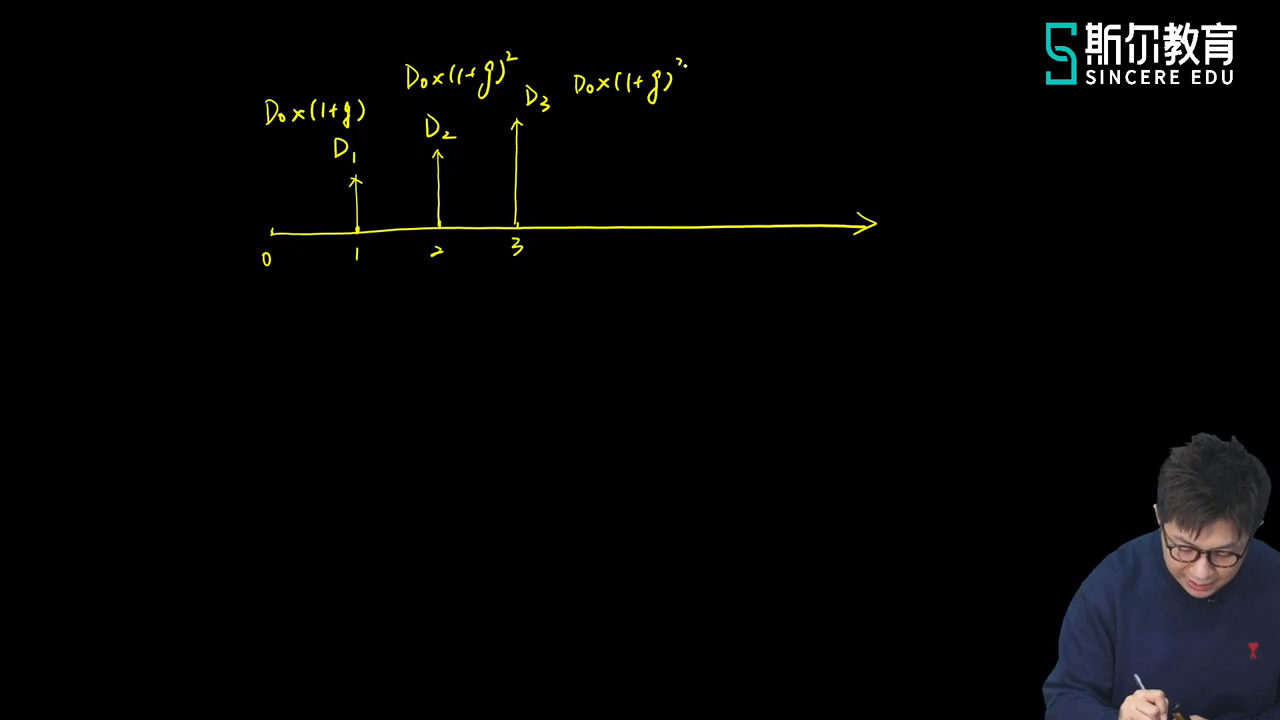 斯尔教育
SINCERE EDU
D₀×(1+g)
D₀×(1+g)²
D₀×(1+g)³
D₁
D₂
D₃
0
1
2
3